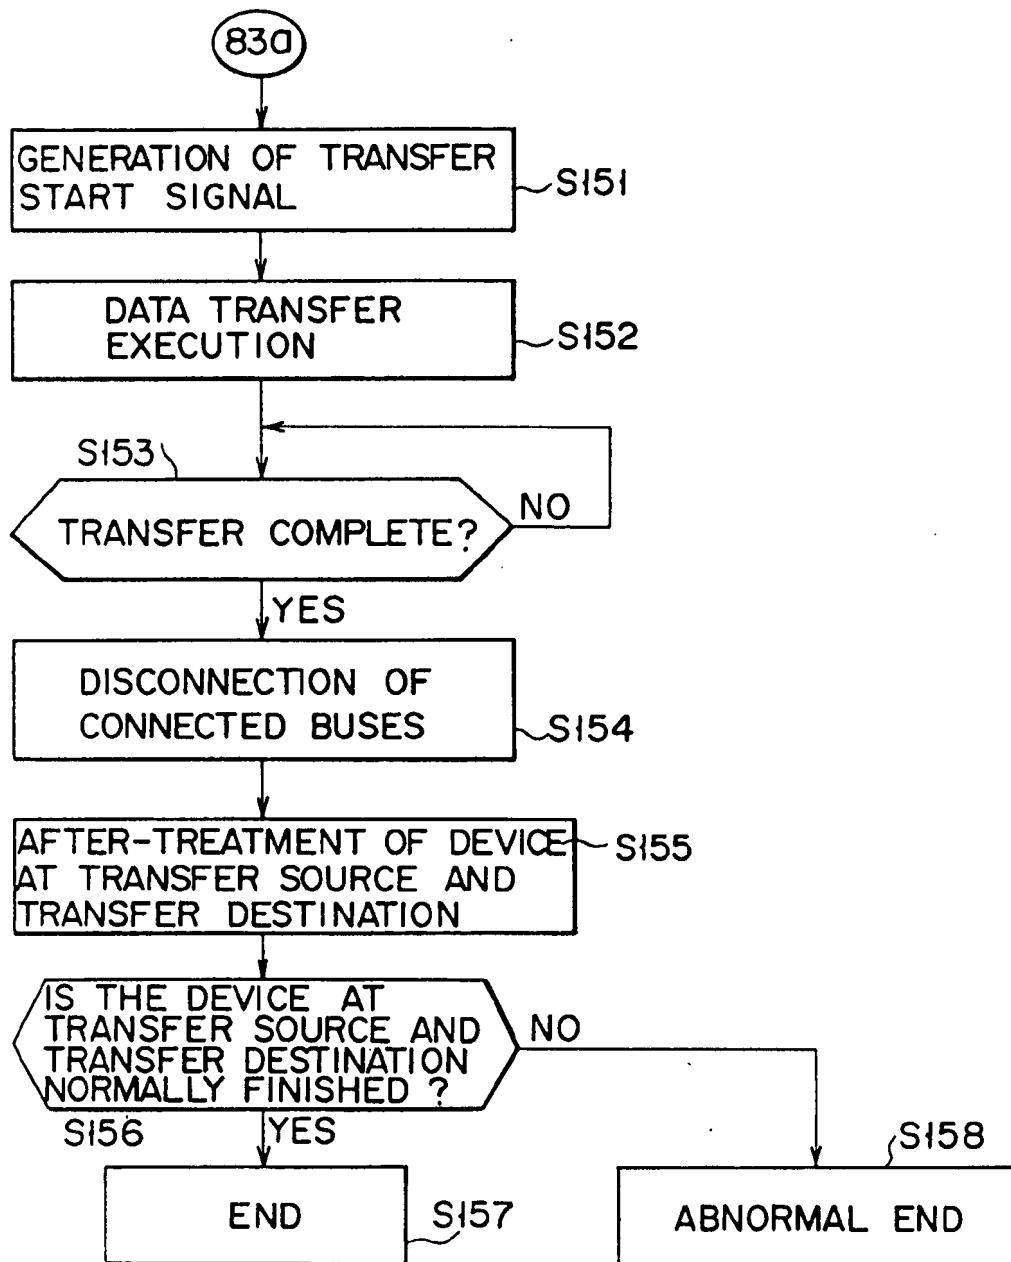 83a
GENERATION OF TRANSFER
START SIGNAL
S151
DATA TRANSFER
EXECUTION
S152
S153
TRANSFER COMPLETE?
NO
YES
DISCONNECTION OF
CONNECTED BUSES
S154
AFTER-TREATMENT OF DEVICE
AT TRANSFER SOURCE AND
TRANSFER DESTINATION
S155
IS THE DEVICE AT
TRANSFER SOURCE AND
TRANSFER DESTINATION
NORMALLY FINISHED ?
NO
S156
YES
S158
END
S157
ABNORMAL END